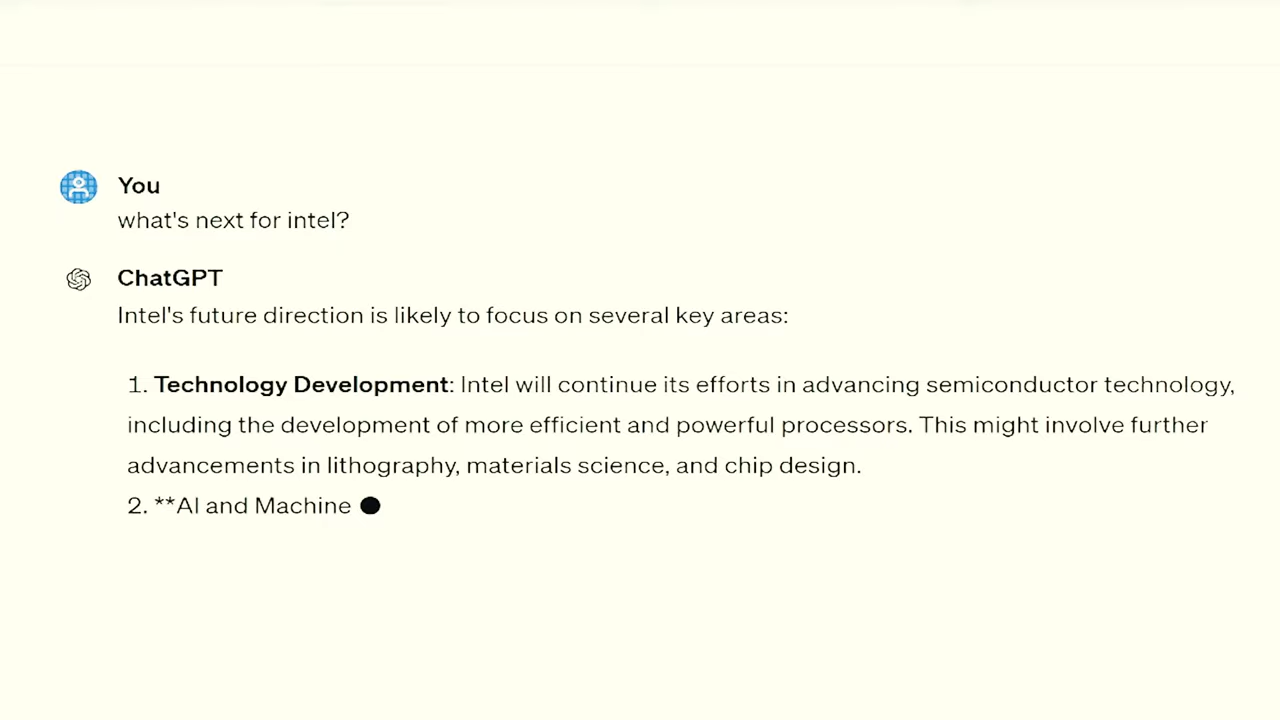 You
what's next for intel?
ChatGPT
Intel's future direction is likely to focus on several key areas:
1. Technology Development: Intel will continue its efforts in advancing semiconductor technology,
including the development of more efficient and powerful processors. This might involve further
advancements in lithography, materials science, and chip design.
2. **AI and Machine